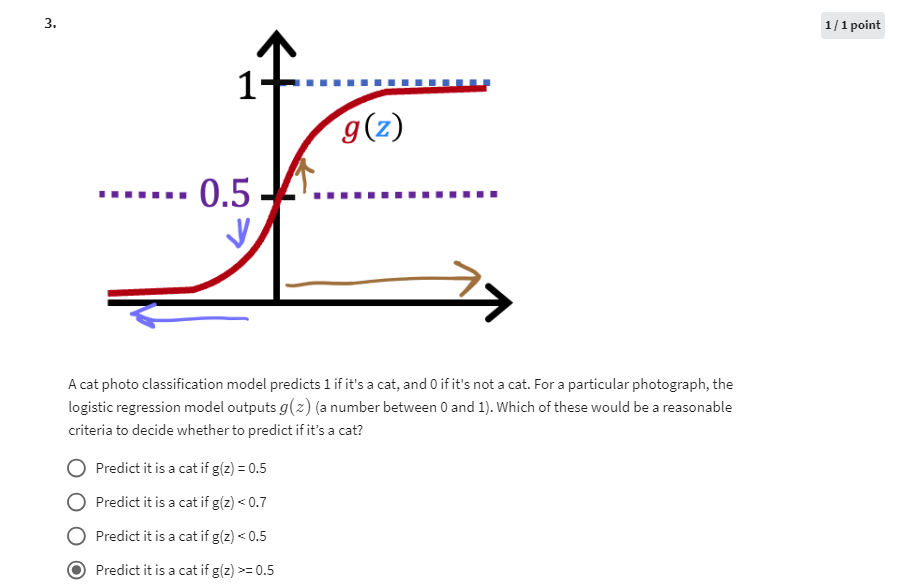 3.
1 / 1 point
1
g(z)
0.5
A cat photo classification model predicts 1 if it's a cat, and 0 if it's not a cat. For a particular photograph, the
logistic regression model outputs g(z) (a number between 0 and 1). Which of these would be a reasonable
criteria to decide whether to predict if it’s a cat?
Predict it is a cat if g(z) = 0.5
Predict it is a cat if g(z) < 0.7
Predict it is a cat if g(z) < 0.5
Predict it is a cat if g(z) >= 0.5